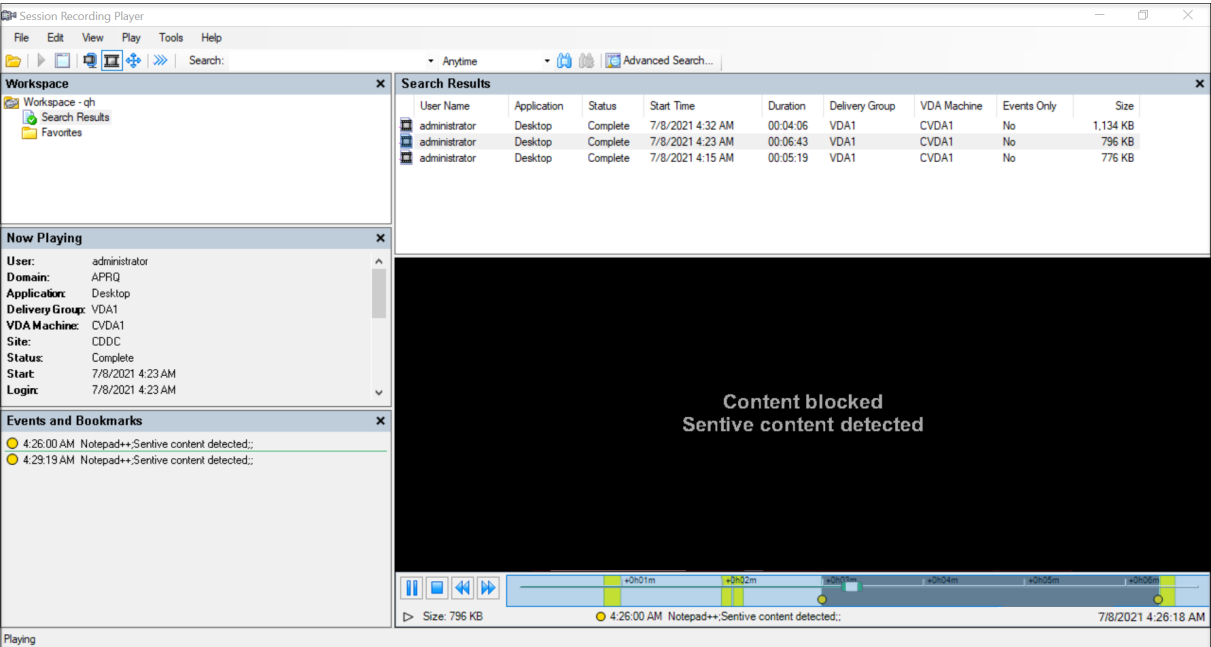 Session Recording Player
File Edit View Play Tools Help
Search: Anytime Advanced Search...
Workspace
Workspace - qh
Search Results
Favorites
Search Results
User Name Application Status Start Time Duration Delivery Group VDA Machine Events Only Size
administrator Desktop Complete 7/8/2021 4:32 AM 00:04:06 VDA1 CVDA1 No 1,134 KB
administrator Desktop Complete 7/8/2021 4:23 AM 00:06:43 VDA1 CVDA1 No 796 KB
administrator Desktop Complete 7/8/2021 4:15 AM 00:05:19 VDA1 CVDA1 No 776 KB
Now Playing
User: administrator
Domain: APRQ
Application: Desktop
Delivery Group: VDA1
VDA Machine: CVDA1
Site: CDDC
Status: Complete
Start: 7/8/2021 4:23 AM
Login: 7/8/2021 4:23 AM
Events and Bookmarks
4:26:00 AM Notepad++;Sentive content detected;;
4:29:19 AM Notepad++;Sentive content detected;;
Content blocked
Sentive content detected
+0h01m +0h02m +0h03m +0h04m +0h05m +0h06m
Size: 796 KB 4:26:00 AM Notepad++;Sentive content detected;; 7/8/2021 4:26:18 AM
Playing